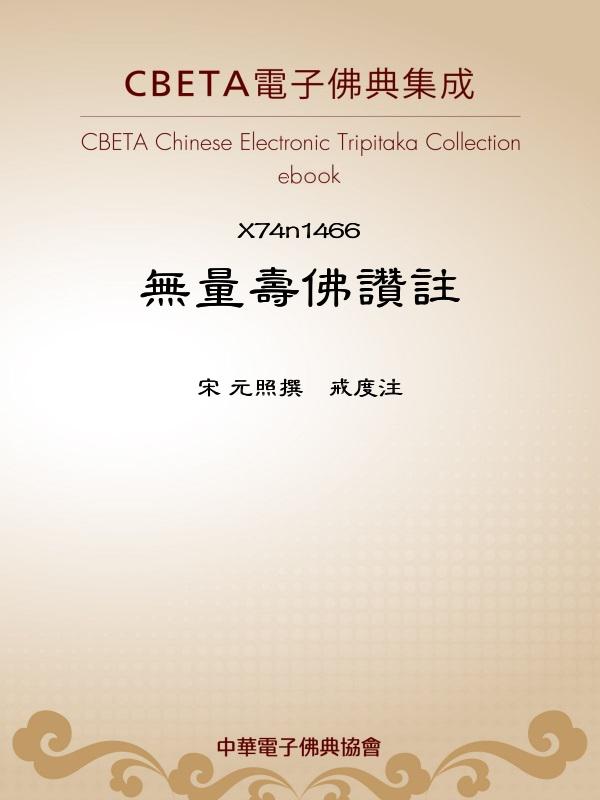 CBETA電子佛典集成
CBETA Chinese Electronic Tripitaka Collection
ebook
X74n1466
無量壽佛讚註
宋 元照撰　戒度注
中華電子佛典協會